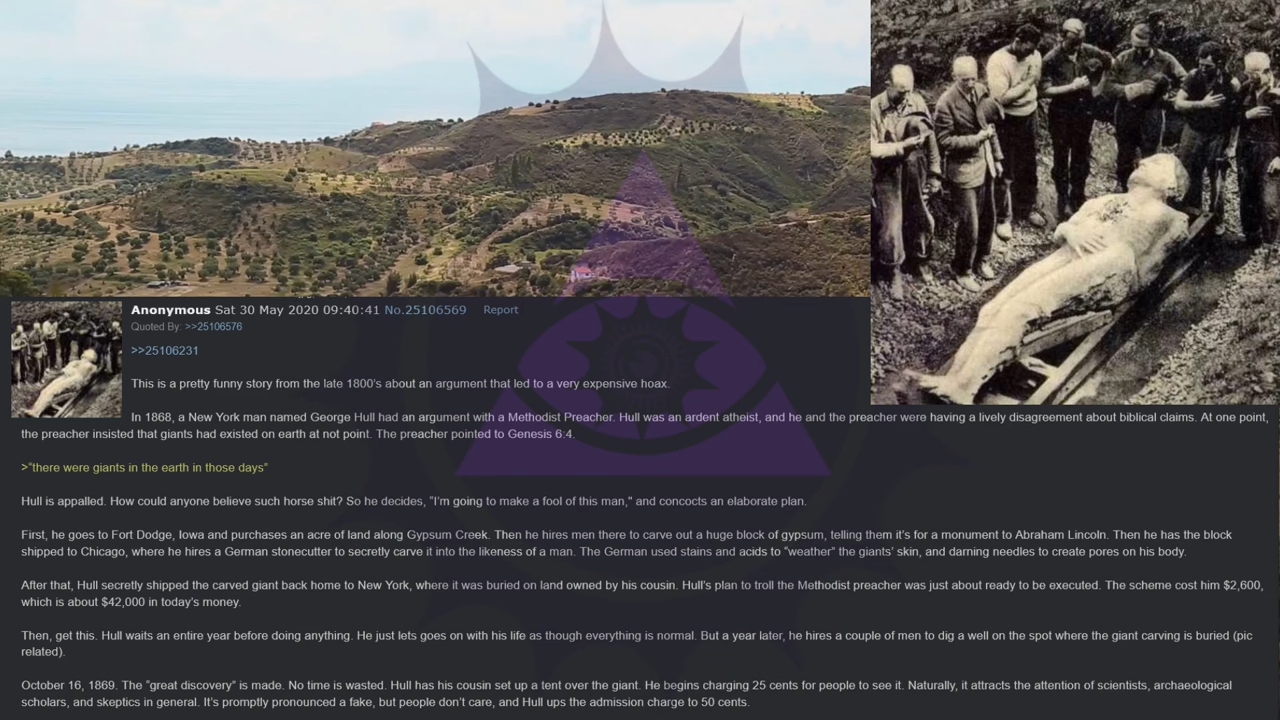 Anonymous Sat 30 May 2020 09:40:41 No.25106569 Report
Quoted By: >>25106576
>>25106231
This is a pretty funny story from the late 1800's about an argument that led to a very expensive hoax.
In 1868, a New York man named George Hull had an argument with a Methodist Preacher. Hull was an ardent atheist, and he and the preacher were having a lively disagreement about biblical claims. At one point,
the preacher insisted that giants had existed on earth at not point. The preacher pointed to Genesis 6:4.
>"there were giants in the earth in those days"
Hull is appalled. How could anyone believe such horse shit? So he decides, "I'm going to make a fool of this man," and concocts an elaborate plan.
First, he goes to Fort Dodge, Iowa and purchases an acre of land along Gypsum Creek. Then he hires men there to carve out a huge block of gypsum, telling them it's for a monument to Abraham Lincoln. Then he has the block
shipped to Chicago, where he hires a German stonecutter to secretly carve it into the likeness of a man. The German used stains and acids to "weather" the giants' skin, and darning needles to create pores on his body.
After that, Hull secretly shipped the carved giant back home to New York, where it was buried on land owned by his cousin. Hull's plan to troll the Methodist preacher was just about ready to be executed. The scheme cost him $2,600,
which is about $42,000 in today's money.
Then, get this. Hull waits an entire year before doing anything. He just lets goes on with his life as though everything is normal. But a year later, he hires a couple of men to dig a well on the spot where the giant carving is buried (pic
related).
October 16, 1869. The "great discovery" is made. No time is wasted. Hull has his cousin set up a tent over the giant. He begins charging 25 cents for people to see it. Naturally, it attracts the attention of scientists, archaeological
scholars, and skeptics in general. It's promptly pronounced a fake, but people don't care, and Hull ups the admission charge to 50 cents.